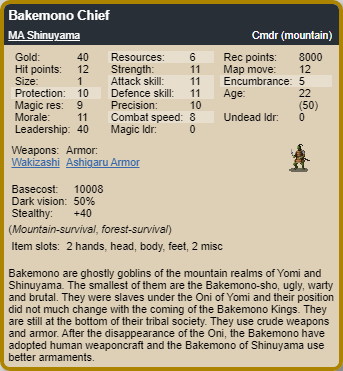 Bakemono Chief
MA Shinuyama Cmdr (mountain)
Gold: 40 Resources: 6 Rec points: 8000
Hit points: 12 Strength: 11 Map move: 12
Size: 1 Attack skill: 11 Encumbrance: 5
Protection: 10 Defence skill: 11 Age: 22
Magic res: 9 Precision: 10 (50)
Morale: 11 Combat speed: 8 Undead ldr: 0
Leadership: 40 Magic ldr: 0
Weapons: Armor:
Wakizashi Ashigaru Armor
Basecost: 10008
Dark vision: 50%
Stealthy: +40
(Mountain-survival, forest-survival)
Item slots: 2 hands, head, body, feet, 2 misc
Bakemono are ghostly goblins of the mountain realms of Yomi and
Shinuyama. The smallest of them are the Bakemono-sho, ugly, warty
and brutal. They were slaves under the Oni of Yomi and their position
did not much change with the coming of the Bakemono Kings. They
are still at the bottom of their tribal society. They use crude weapons
and armor. After the disappearance of the Oni, the Bakemono have
adopted human weaponcraft and the Bakemono of Shinuyama use
better armaments.